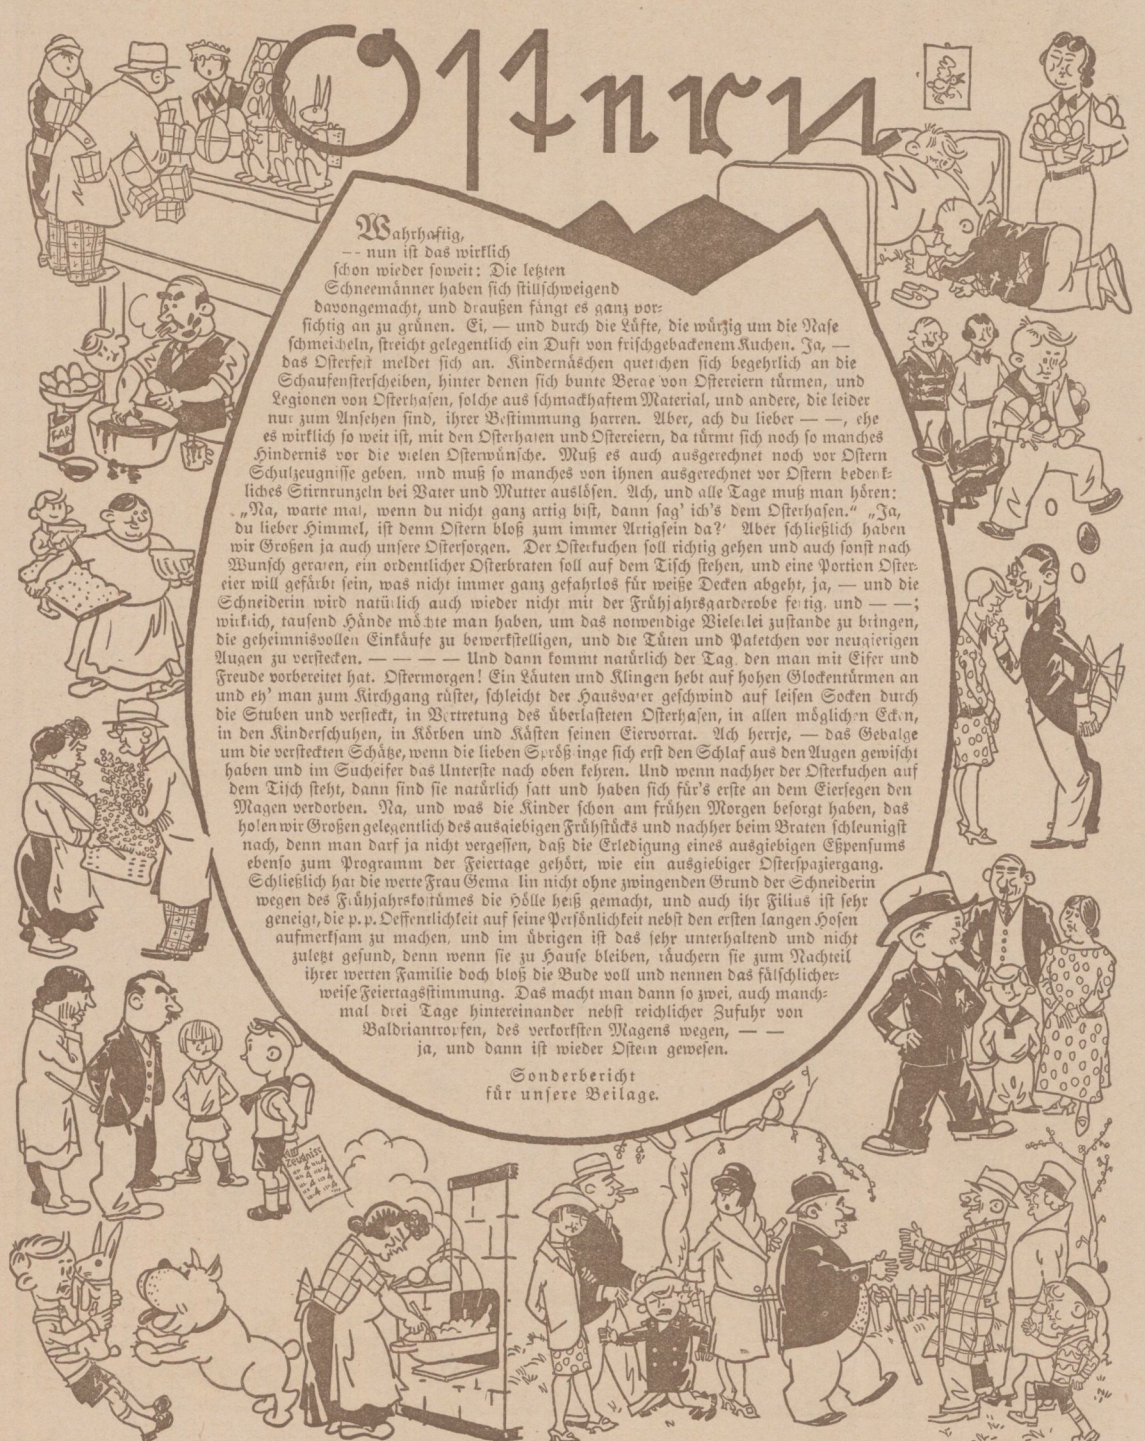 Ostern
Wahrhaftig,
-- nun ist das wirklich
schon wieder soweit: Die letzten
Schneemänner haben sich stillschweigend
davongemacht, und draußen fängt es ganz vor-
sichtig an zu grünen. Ei, — und durch die Lüfte, die würzig um die Nase
schmeicheln, streicht gelegentlich ein Duft von frischgebackenem Kuchen. Ja, —
das Osterfest meldet sich an. Kindernäschen quetschen sich begehrlich an die
Schaufensterscheiben, hinter denen sich bunte Berge von Ostereiern türmen, und
Legionen von Osterhasen, solche aus schmackhaftem Material, und andere, die leider
nur zum Ansehen sind, ihrer Bestimmung harren. Aber, ach du lieber — —, ehe
es wirklich so weit ist, mit den Osterhasen und Ostereiern, da türmt sich noch so manches
Hindernis vor die vielen Osterwünsche. Muß es auch ausgerechnet noch vor Ostern
Schulzeugnisse geben, und muß so manches von ihnen ausgerechnet vor Ostern bedenk-
liches Stirnrunzeln bei Vater und Mutter auslösen. Ach, und alle Tage muß man hören:
„Na, warte mal, wenn du nicht ganz artig bist, dann sag' ich's dem Osterhasen.“ „Ja,
du lieber Himmel, ist denn Ostern bloß zum immer Artigsein da?“ Aber schließlich haben
wir Großen ja auch unsere Ostersorgen. Der Osterkuchen soll richtig gehen und auch sonst nach
Wunsch geraten, ein ordentlicher Osterbraten soll auf dem Tisch stehen, und eine Portion Oster-
eier will gefärbt sein, was nicht immer ganz gefahrlos für weiße Decken abgeht, ja, — und die
Schneiderin wird natürlich auch wieder nicht mit der Frühjahrsgarderobe fertig, und — —;
wirklich, tausend Hände möchte man haben, um das notwendige Vielerlei zustande zu bringen,
die geheimnisvollen Einkäufe zu bewerkstelligen, und die Tüten und Paketchen vor neugierigen
Augen zu verstecken. — — — — Und dann kommt natürlich der Tag, den man mit Eifer und
Freude vorbereitet hat. Ostermorgen! Ein Läuten und Klingen hebt auf hohen Glockentürmen an
und eh' man zum Kirchgang rüstet, schleicht der Hausvater geschwind auf leisen Socken durch
die Stuben und versteckt, in Vertretung des überlasteten Osterhasen, in allen möglichen Ecken,
in den Kinderschuhen, in Körben und Kästen seinen Eiervorrat. Ach herrje, — das Gebalge
um die versteckten Schätze, wenn die lieben Sprößlinge sich erst den Schlaf aus den Augen gewischt
haben und im Sucheifer das Unterste nach oben kehren. Und wenn nachher der Osterkuchen auf
dem Tisch steht, dann sind sie natürlich satt und haben sich für's erste an dem Eiersegen den
Magen verdorben. Na, und was die Kinder schon am frühen Morgen besorgt haben, das
holen wir Großen gelegentlich des ausgiebigen Frühstücks und nachher beim Braten schleunigst
nach, denn man darf ja nicht vergessen, daß die Erledigung eines ausgiebigen Eßpensums
ebenso zum Programm der Feiertage gehört, wie ein ausgiebiger Osterspaziergang.
Schließlich hat die werte Frau Gemahlin nicht ohne zwingenden Grund der Schneiderin
wegen des Frühjahrskostümes die Hölle heiß gemacht, und auch ihr Filius ist sehr
geneigt, die p. p. Oeffentlichkeit auf seine Persönlichkeit nebst den ersten langen Hosen
aufmerksam zu machen, und im übrigen ist das sehr unterhaltend und nicht
zuletzt gesund, denn wenn sie zu Hause bleiben, räuchern sie zum Nachteil
ihrer werten Familie doch bloß die Bude voll und nennen das fälschlicher-
weise Feiertagsstimmung. Das macht man dann so zwei, auch manch-
mal drei Tage hintereinander nebst reichlicher Zufuhr von
Baldriantropfen, des verkorksten Magens wegen, — —
ja, und dann ist wieder Ostern gewesen.
Sonderbericht
für unsere Beilage.
Zeugnisse